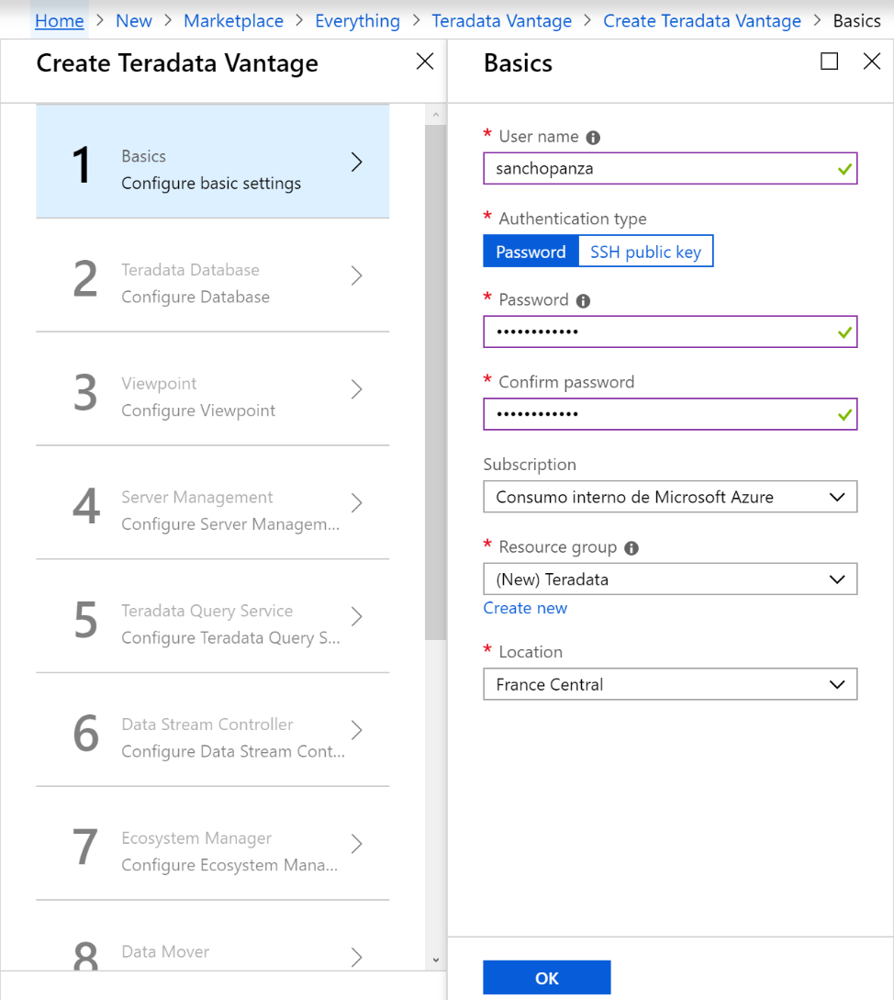 Home > New > Marketplace > Everything > Teradata Vantage > Create Teradata Vantage > Basics
Create Teradata Vantage
1
Basics
Configure basic settings
2
Teradata Database
Configure Database
3
Viewpoint
Configure Viewpoint
4
Server Management
Configure Server Managem...
5
Teradata Query Service
Configure Teradata Query S...
6
Data Stream Controller
Configure Data Stream Cont...
7
Ecosystem Manager
Configure Ecosystem Mana...
8
Data Mover
Basics
* User name
sanchopanza
* Authentication type
Password SSH public key
* Password
••••••••••••
* Confirm password
••••••••••••
Subscription
Consumo interno de Microsoft Azure
* Resource group
(New) Teradata
Create new
* Location
France Central
OK